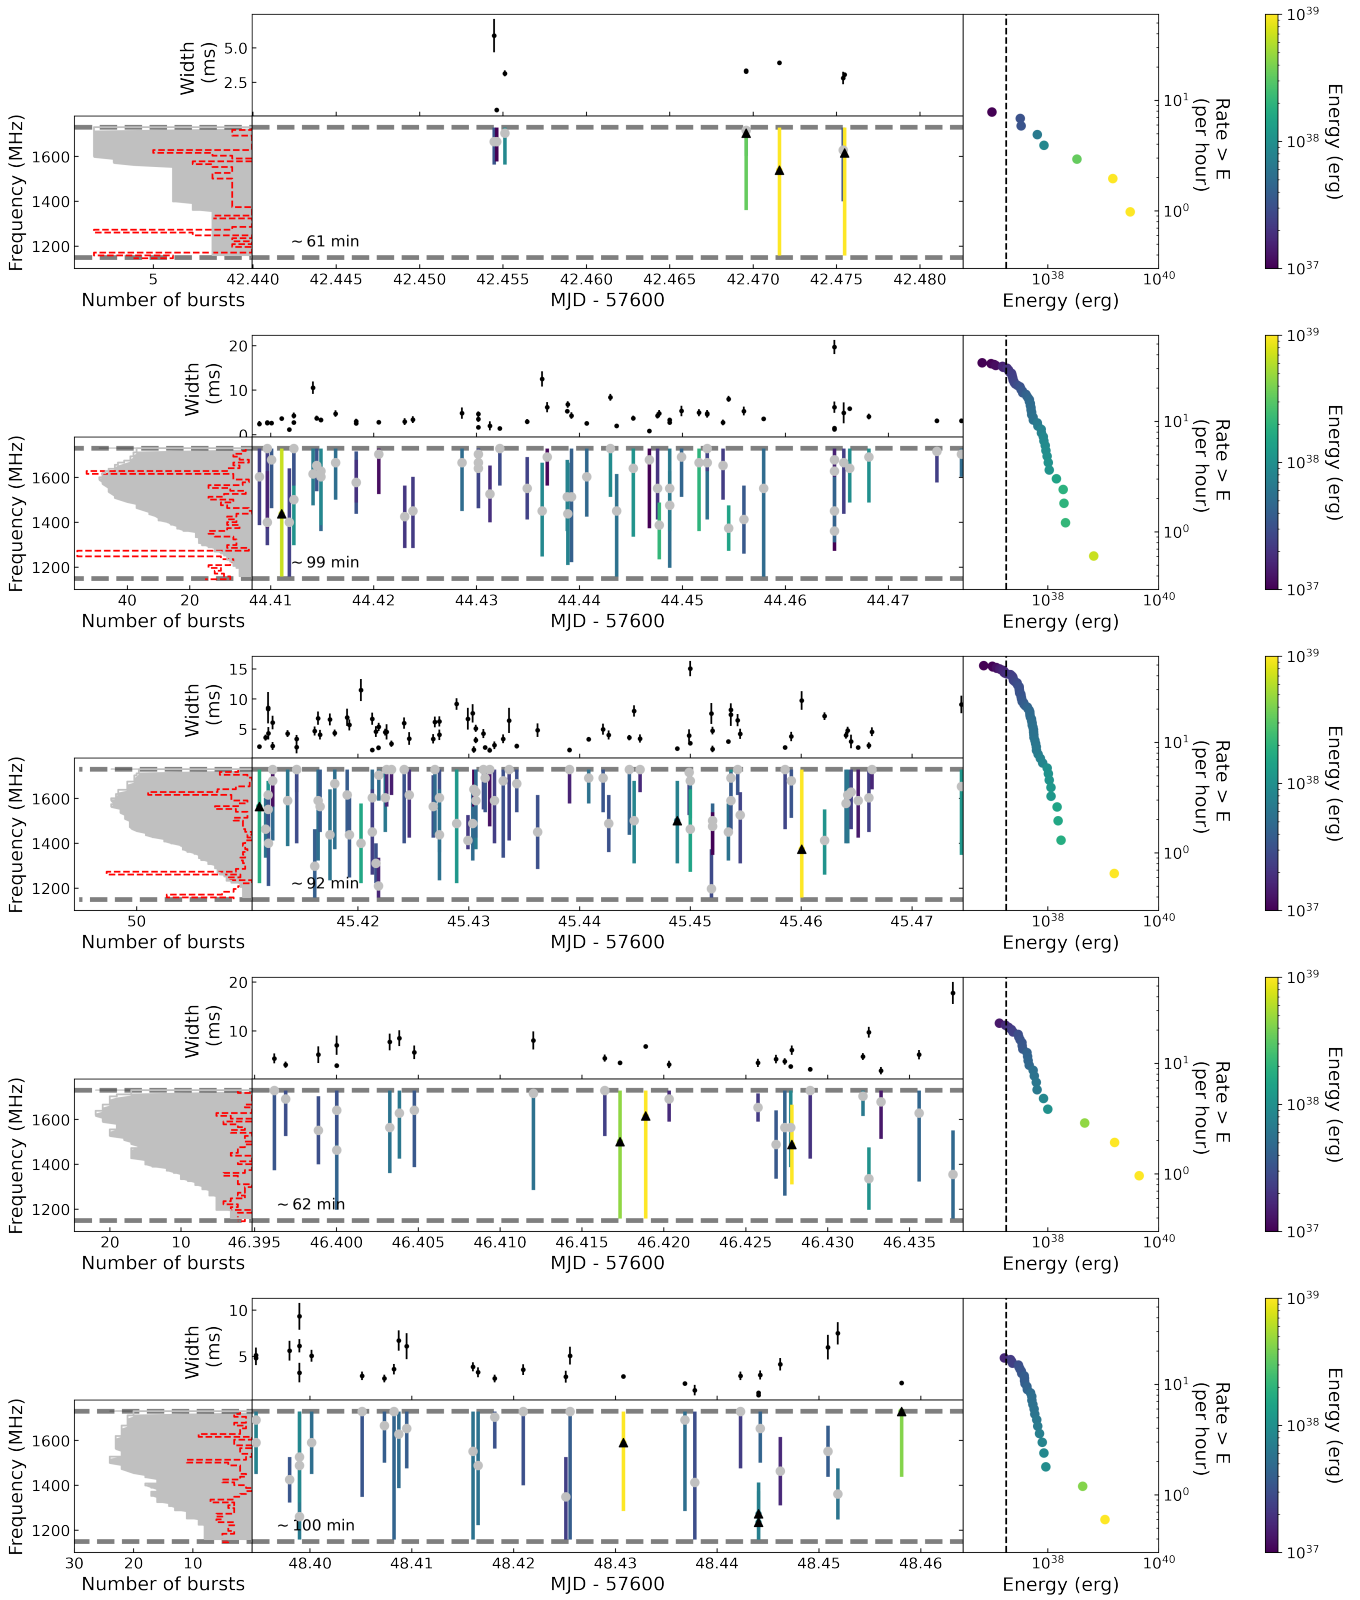 Width
(ms)
5.0
2.5
Frequency (MHz)
1600
1400
1200
~ 61 min
5
42.440 42.445 42.450 42.455 42.460 42.465 42.470 42.475 42.480
Number of bursts
MJD - 57600
10^1
10^0
Rate > E
(per hour)
10^38 10^40
Energy (erg)
10^39
10^38
10^37
Energy (erg)
Width
(ms)
20
10
0
Frequency (MHz)
1600
1400
1200
~ 99 min
40 20
44.41 44.42 44.43 44.44 44.45 44.46 44.47
Number of bursts
MJD - 57600
10^1
10^0
Rate > E
(per hour)
10^38 10^40
Energy (erg)
10^39
10^38
10^37
Energy (erg)
Width
(ms)
15
10
5
Frequency (MHz)
1600
1400
1200
~ 92 min
50
45.42 45.43 45.44 45.45 45.46 45.47
Number of bursts
MJD - 57600
10^1
10^0
Rate > E
(per hour)
10^38 10^40
Energy (erg)
10^39
10^38
10^37
Energy (erg)
Width
(ms)
20
10
Frequency (MHz)
1600
1400
1200
~ 62 min
20 10
46.395 46.400 46.405 46.410 46.415 46.420 46.425 46.430 46.435
Number of bursts
MJD - 57600
10^1
10^0
Rate > E
(per hour)
10^38 10^40
Energy (erg)
10^39
10^38
10^37
Energy (erg)
Width
(ms)
10
5
Frequency (MHz)
1600
1400
1200
~ 100 min
30 20 10
48.40 48.41 48.42 48.43 48.44 48.45 48.46
Number of bursts
MJD - 57600
10^1
10^0
Rate > E
(per hour)
10^38 10^40
Energy (erg)
10^39
10^38
10^37
Energy (erg)